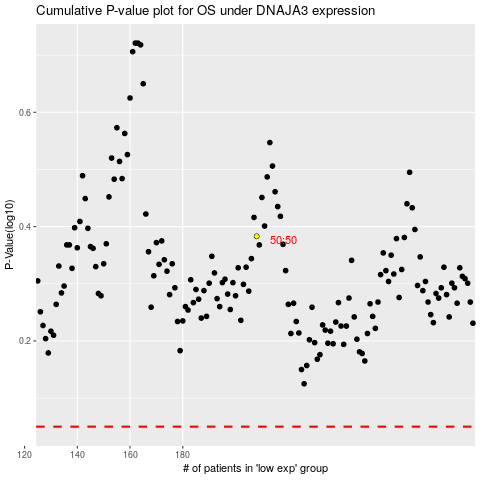 Cumulative P-value plot for OS under DNAJA3 expression
P-Value(log10)
0.6
0.4
0.2
50:50
120 140 160 180
# of patients in 'low exp' group